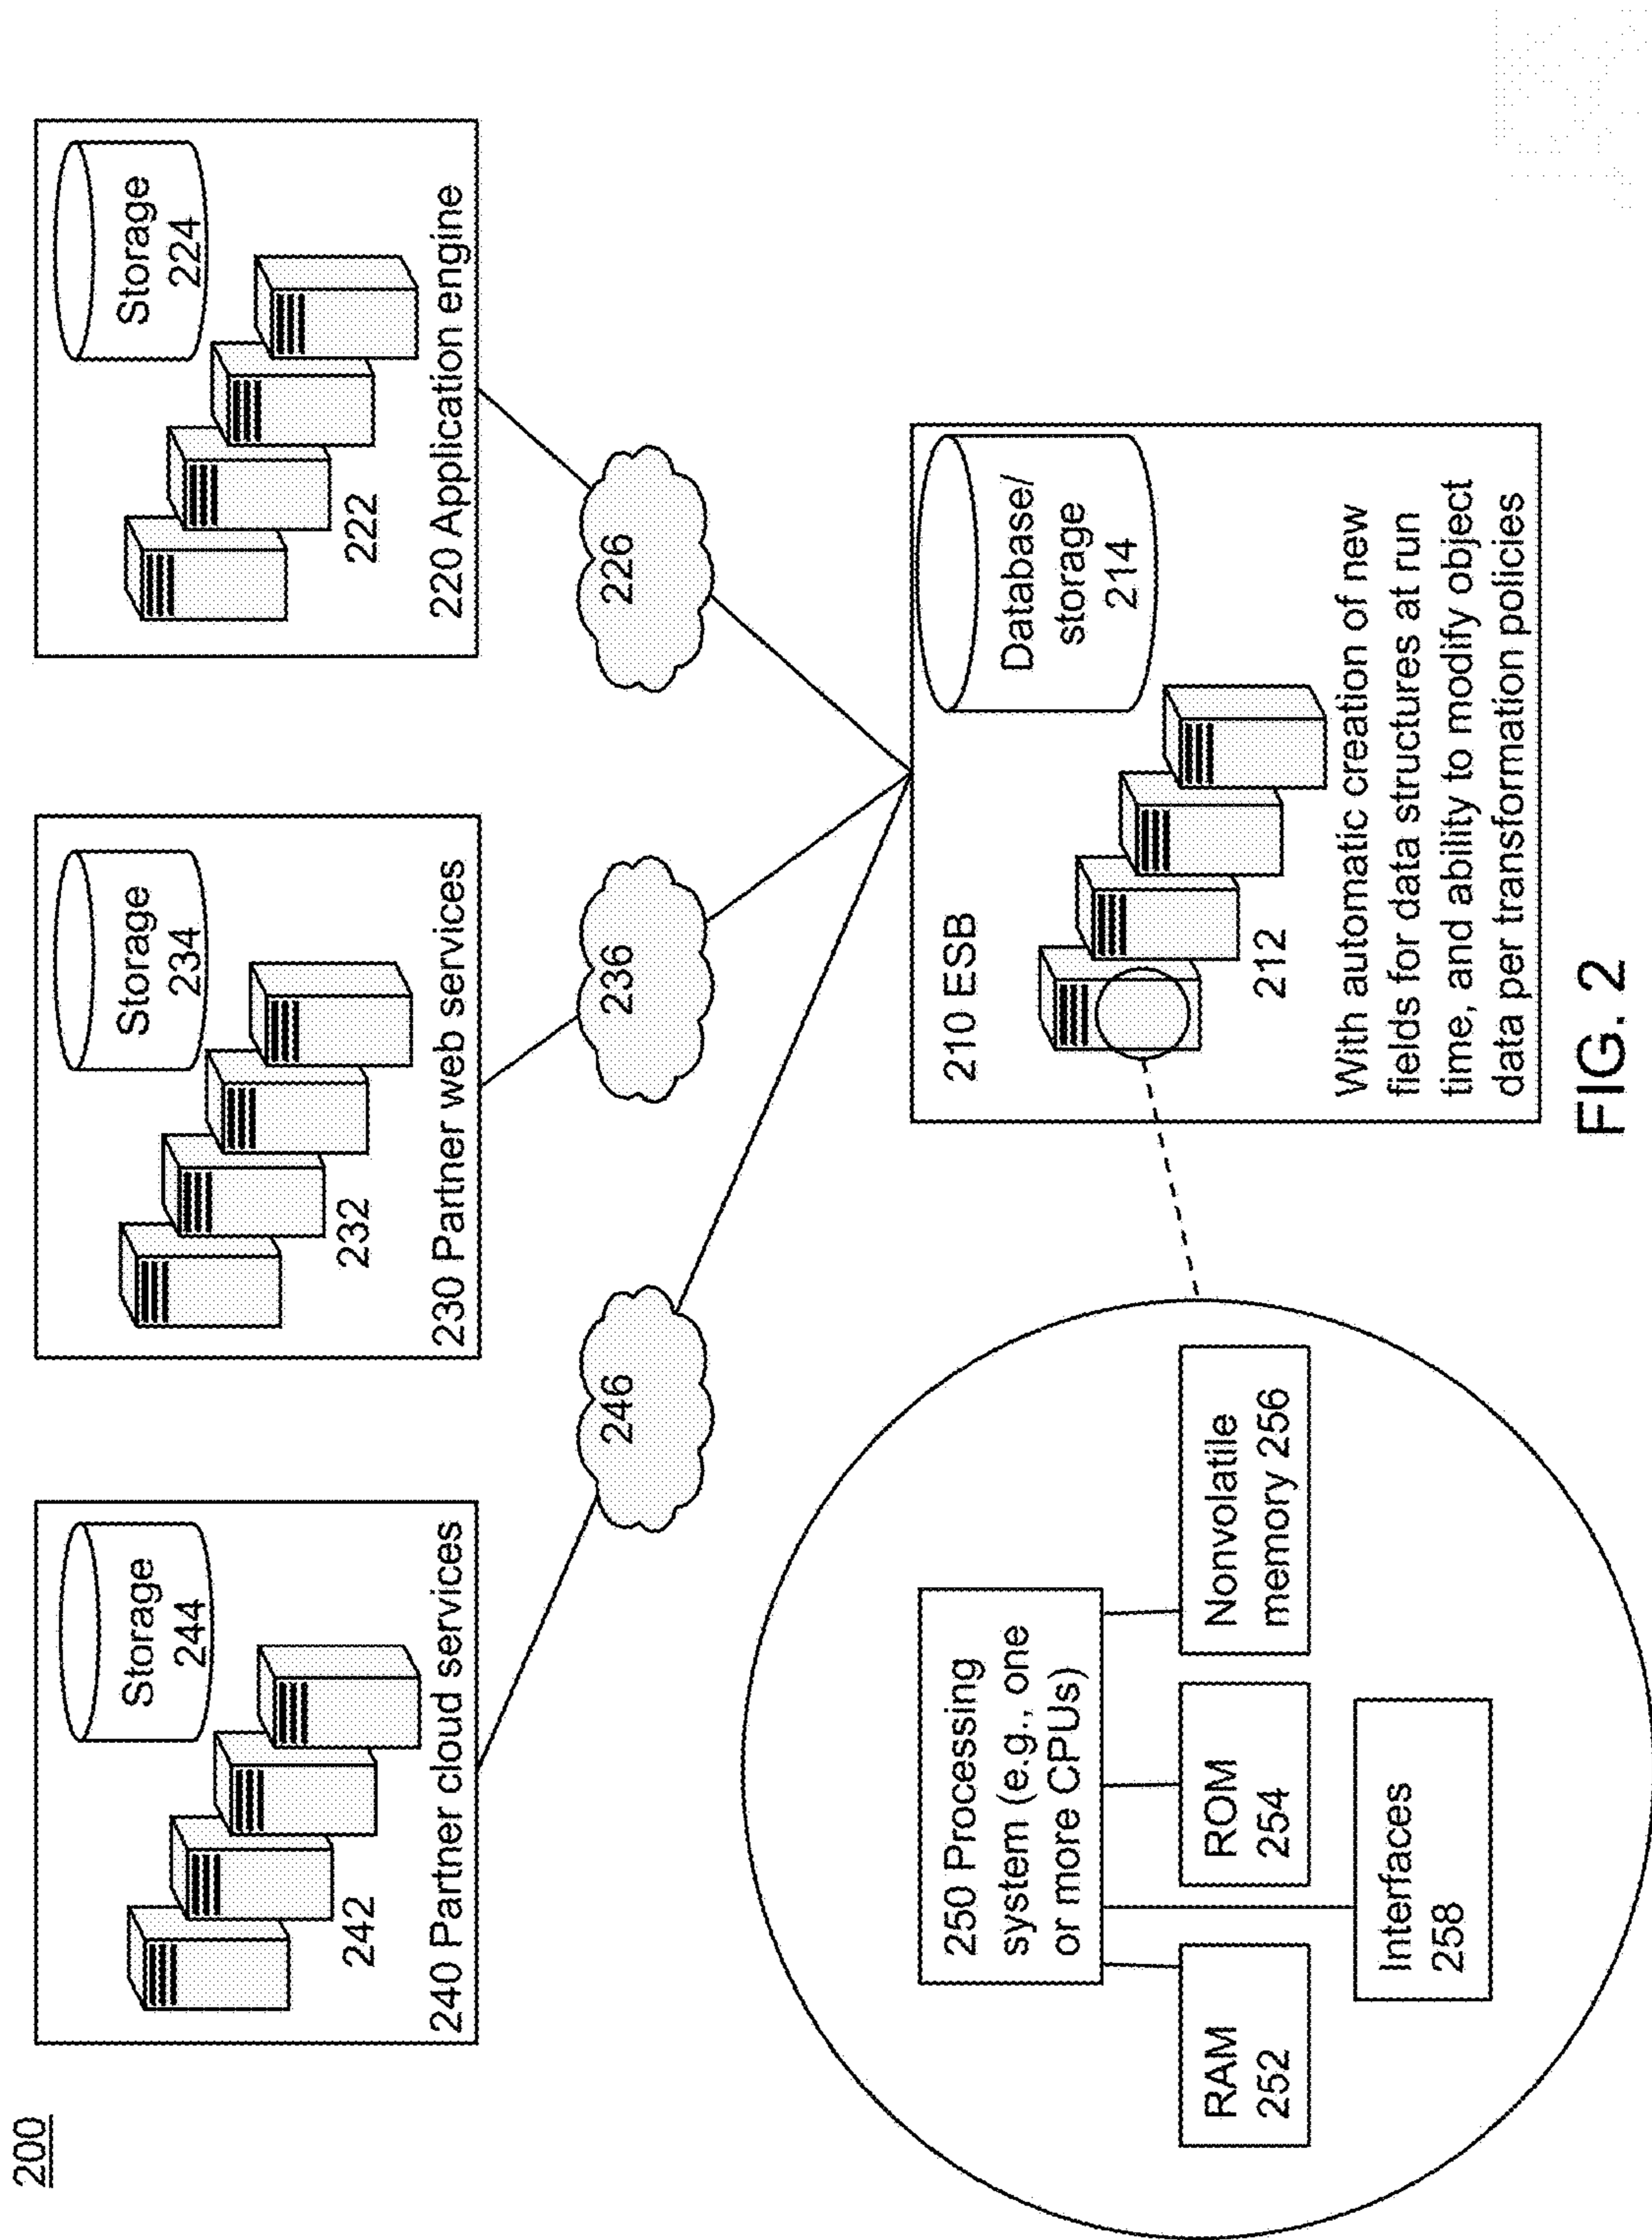 200
Storage
244
242
240 Partner cloud services
Storage
234
232
230 Partner web services
Storage
224
222
220 Application engine
246
236
226
250 Processing
system (e.g., one
or more CPUs)
RAM
252
ROM
254
Nonvolatile
memory 256
Interfaces
258
210 ESB
Database/
storage
214
212
With automatic creation of new
fields for data structures at run
time, and ability to modify object
data per transformation policies
FIG. 2